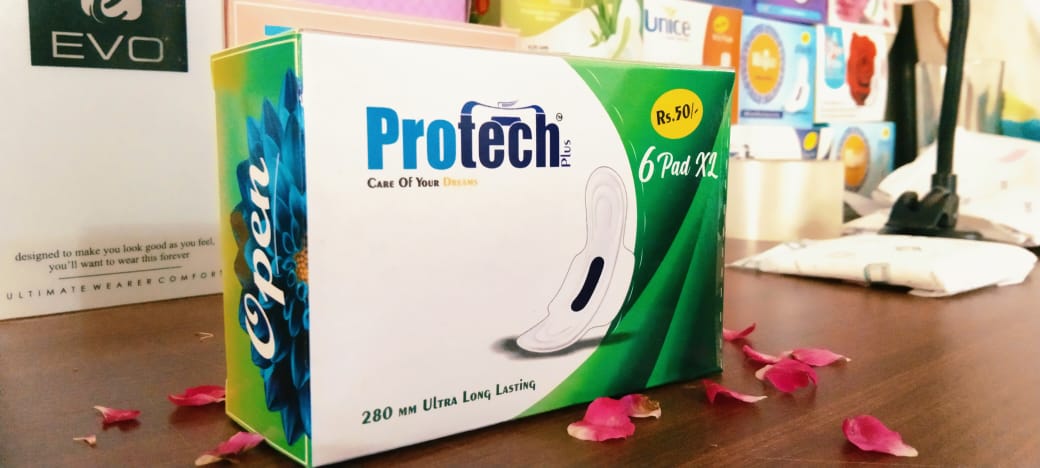 EVO
designed to make you look good as you feel,
you'll want to wear this forever
ULTIMATE WEARER COMFORT
Open
Protech Plus
Care Of Your Dreams
Rs.50/-
6 Pad X2
280 mm Ultra Long Lasting
Unice